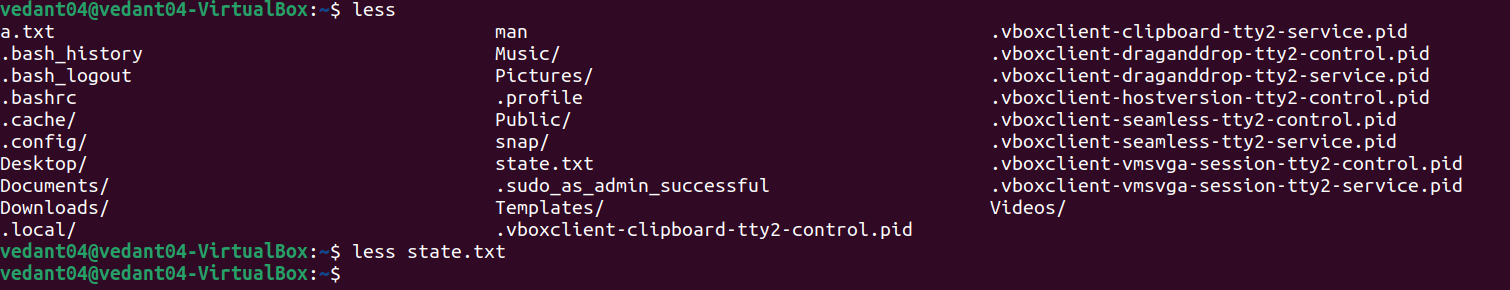 vedant04@vedant04-VirtualBox:~$ less
a.txt man .vboxclient-clipboard-tty2-service.pid
.bash_history Music/ .vboxclient-draganddrop-tty2-control.pid
.bash_logout Pictures/ .vboxclient-draganddrop-tty2-service.pid
.bashrc .profile .vboxclient-hostversion-tty2-control.pid
.cache/ Public/ .vboxclient-seamless-tty2-control.pid
.config/ snap/ .vboxclient-seamless-tty2-service.pid
Desktop/ state.txt .vboxclient-vmsvga-session-tty2-control.pid
Documents/ .sudo_as_admin_successful .vboxclient-vmsvga-session-tty2-service.pid
Downloads/ Templates/ Videos/
.local/ .vboxclient-clipboard-tty2-control.pid
vedant04@vedant04-VirtualBox:~$ less state.txt
vedant04@vedant04-VirtualBox:~$